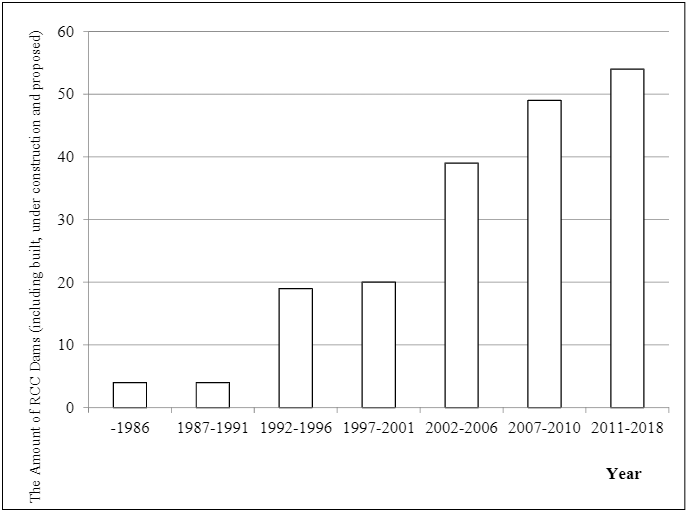 The Amount of RCC Dams (including built, under construction and proposed)
60
50
40
30
20
10
0
-1986 1987-1991 1992-1996 1997-2001 2002-2006 2007-2010 2011-2018
Year